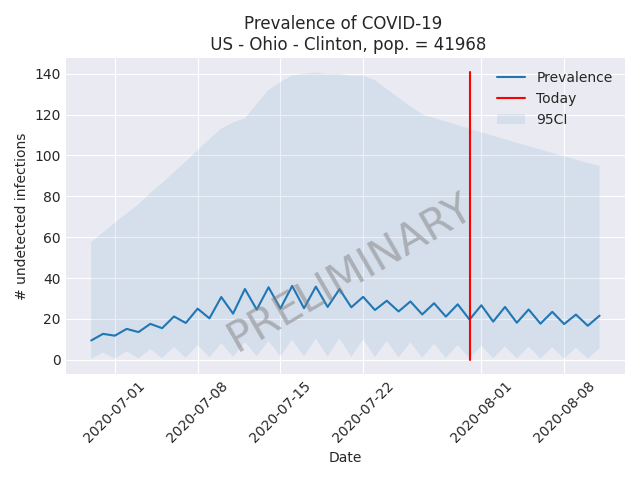 Prevalence of COVID-19
US - Ohio - Clinton, pop. = 41968
# undetected infections
140
120
100
80
60
40
20
0
Prevalence
Today
95CI
PRELIMINARY
2020-07-01
2020-07-08
2020-07-15
2020-07-22
2020-08-01
2020-08-08
Date